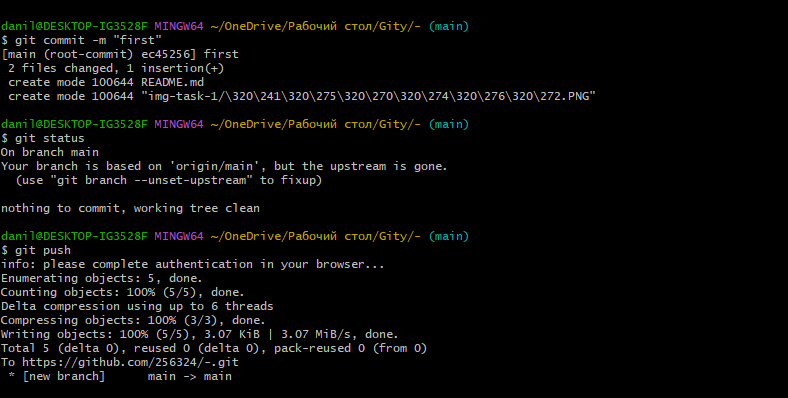 danil@DESKTOP-IG3528F MINGW64 ~/OneDrive/Рабочий стол/Gity/- (main)
$ git commit -m "first"
[main (root-commit) ec45256] first
 2 files changed, 1 insertion(+)
 create mode 100644 README.md
 create mode 100644 "img-task-1/\320\241\320\275\320\270\320\274\320\276\320\272.PNG"
danil@DESKTOP-IG3528F MINGW64 ~/OneDrive/Рабочий стол/Gity/- (main)
$ git status
On branch main
Your branch is based on 'origin/main', but the upstream is gone.
  (use "git branch --unset-upstream" to fixup)
nothing to commit, working tree clean
danil@DESKTOP-IG3528F MINGW64 ~/OneDrive/Рабочий стол/Gity/- (main)
$ git push
info: please complete authentication in your browser...
Enumerating objects: 5, done.
Counting objects: 100% (5/5), done.
Delta compression using up to 6 threads
Compressing objects: 100% (3/3), done.
Writing objects: 100% (5/5), 3.07 KiB | 3.07 MiB/s, done.
Total 5 (delta 0), reused 0 (delta 0), pack-reused 0 (from 0)
To https://github.com/256324/-.git
 * [new branch]      main -> main